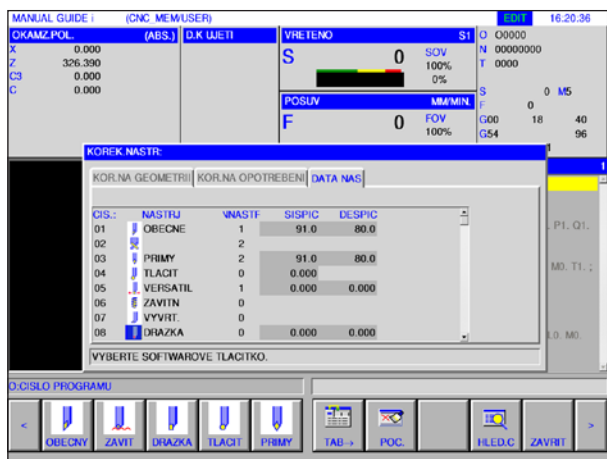 MANUAL GUIDE i (CNC_MEM/USER) EDIT 16:20:36
OKAMZ.POL. (ABS.) D.K UJETI VRETENO S1 O O0000
X 0.000 S 0 SOV N 00000000
Z 326.390 100% T 0000
C3 0.000 0%
C 0.000 S 0 M5
POSUV MM/MIN. F 0
F 0 FOV G00 18 40
100% G54 96
KOREK.NASTR:
1
KOR.NA GEOMETRII KOR.NA OPOTREBENI DATA NAS
CIS.: NASTRJ VNASTF SISPIC DESPIC
01 OBECNE 1 91.0 80.0 . P1. Q1.
02 2
03 PRIMY 2 91.0 80.0
04 TLACIT 0 0.000 M0. T1. ;
05 VERSATIL 1 0.000 0.000
06 ZAVITN 0
07 VYVRT. 0
08 DRAZKA 0 0.000 0.000 .0. M0.
VYBERTE SOFTWAROVE TLACITKO.
O:CISLO PROGRAMU
< OBECNY ZAVIT DRAZKA TLACIT PRIMY TAB→ POC. HLED.C ZAVRIT >